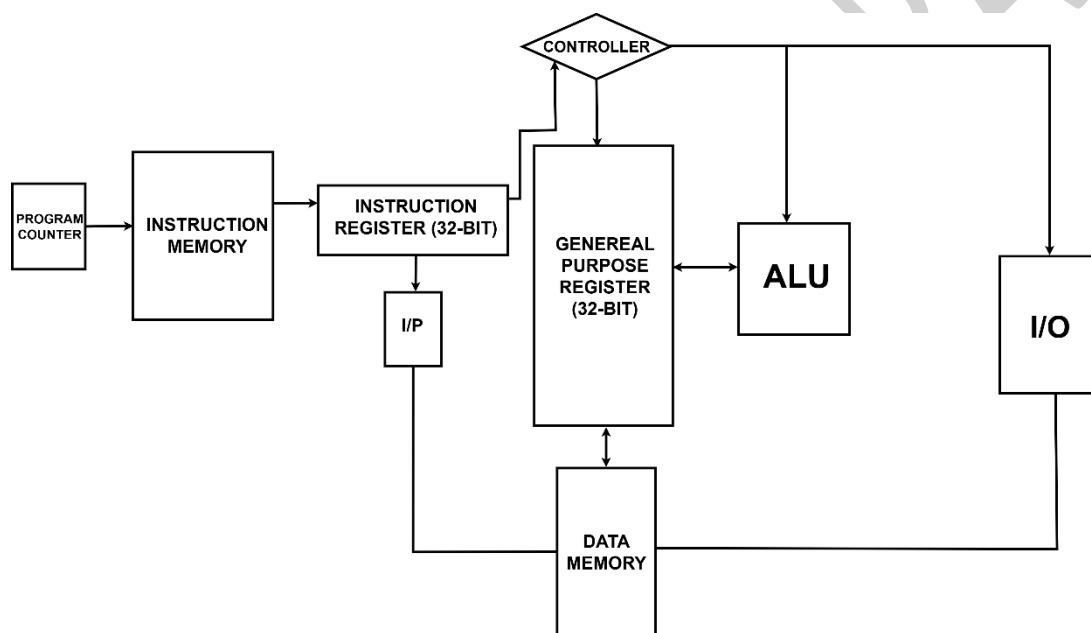 CONTROLLER
PROGRAM
COUNTER
INSTRUCTION
MEMORY
INSTRUCTION
REGISTER (32-BIT)
I/P
GENEREAL
PURPOSE
REGISTER
(32-BIT)
ALU
I/O
DATA
MEMORY